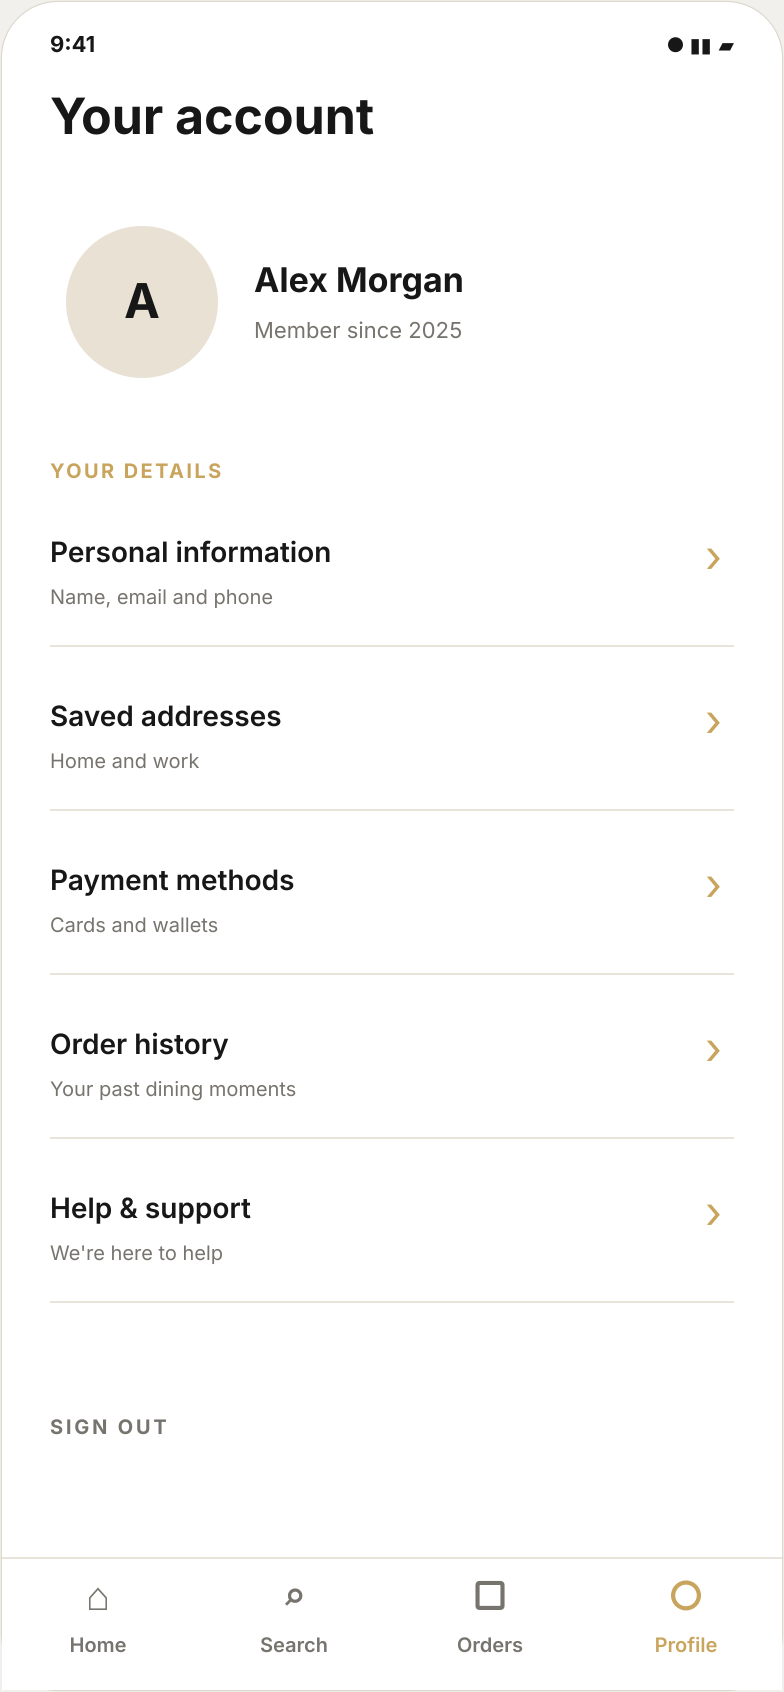 9:41
Your account
A
Alex Morgan
Member since 2025
YOUR DETAILS
Personal information
Name, email and phone
Saved addresses
Home and work
Payment methods
Cards and wallets
Order history
Your past dining moments
Help & support
We're here to help
SIGN OUT
Home Search Orders Profile